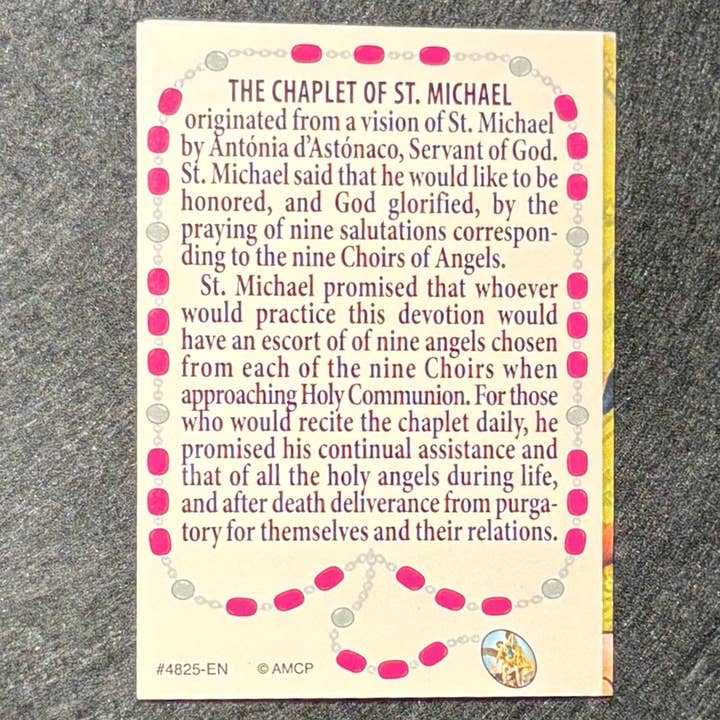 THE CHAPLET OF ST. MICHAEL
originated from a vision of St. Michael
by Antónia d'Astónaco, Servant of God.
St. Michael said that he would like to be
honored, and God glorified, by the
praying of nine salutations correspon-
ding to the nine Choirs of Angels.
St. Michael promised that whoever
would practice this devotion would
have an escort of of nine angels chosen
from each of the nine Choirs when
approaching Holy Communion. For those
who would recite the chaplet daily, he
promised his continual assistance and
that of all the holy angels during life,
and after death deliverance from purga-
tory for themselves and their relations.
#4825-EN © AMCP